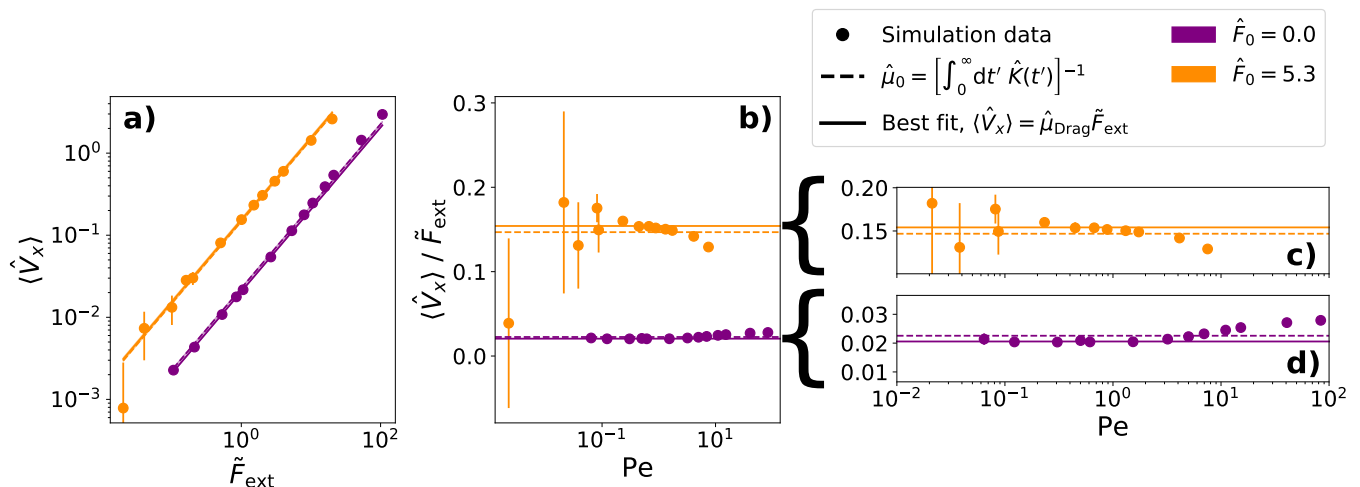 Simulation data
μ̂₀ = [∫₀^∞ dt′ K̂(t′)]⁻¹
Best fit, ⟨V̂ₓ⟩ = μ̂_Drag F̃_ext
F̂₀ = 0.0
F̂₀ = 5.3
a)
10⁰
10⁻¹
10⁻²
10⁻³
⟨V̂ₓ⟩
10⁰
10²
F̃_ext
b)
0.3
0.2
0.1
0.0
⟨V̂ₓ⟩ / F̃_ext
10⁻¹
10¹
Pe
{
{
0.20
0.15
c)
0.03
0.02
0.01
d)
10⁻²
10⁻¹
10⁰
10¹
10²
Pe